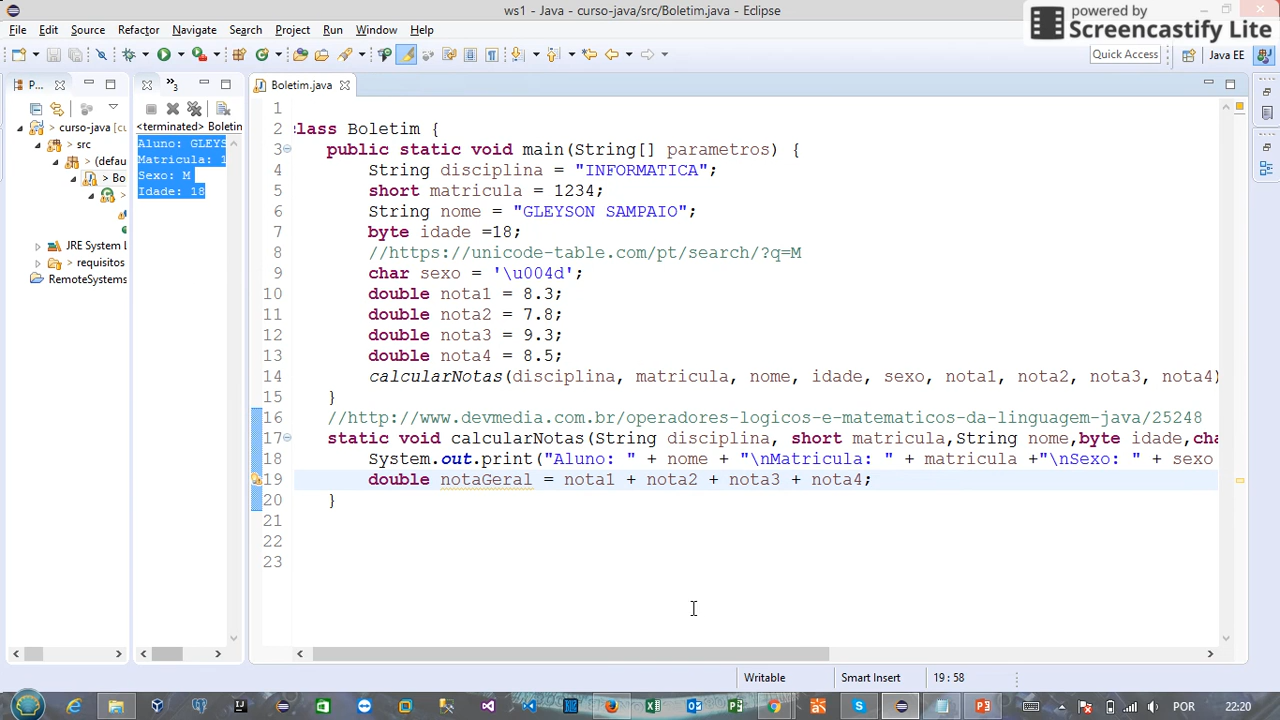 ws1 - Java - curso-java/src/Boletim.java - Eclipse
powered by
Screencastify Lite
File Edit Source Refactor Navigate Search Project Run Window Help
Quick Access
Java EE
P...
3
Boletim.java
curso-java
src
(defau
> Bo
JRE System L
requisitos
RemoteSystems
<terminated> Boletin
Aluno: GLEYS
Matricula: 1
Sexo: M
Idade: 18
1
2 class Boletim {
3 public static void main(String[] parametros) {
4 String disciplina = "INFORMATICA";
5 short matricula = 1234;
6 String nome = "GLEYSON SAMPAIO";
7 byte idade =18;
8 //https://unicode-table.com/pt/search/?q=M
9 char sexo = '\u004d';
10 double nota1 = 8.3;
11 double nota2 = 7.8;
12 double nota3 = 9.3;
13 double nota4 = 8.5;
14 calcularNotas(disciplina, matricula, nome, idade, sexo, nota1, nota2, nota3, nota4)
15 }
16 //http://www.devmedia.com.br/operadores-logicos-e-matematicos-da-linguagem-java/25248
17 static void calcularNotas(String disciplina, short matricula,String nome,byte idade,cha
18 System.out.print("Aluno: " + nome + "\nMatricula: " + matricula +"\nSexo: " + sexo
19 double notaGeral = nota1 + nota2 + nota3 + nota4;
20 }
21
22
23
Writable Smart Insert 19 : 58
POR 22:20